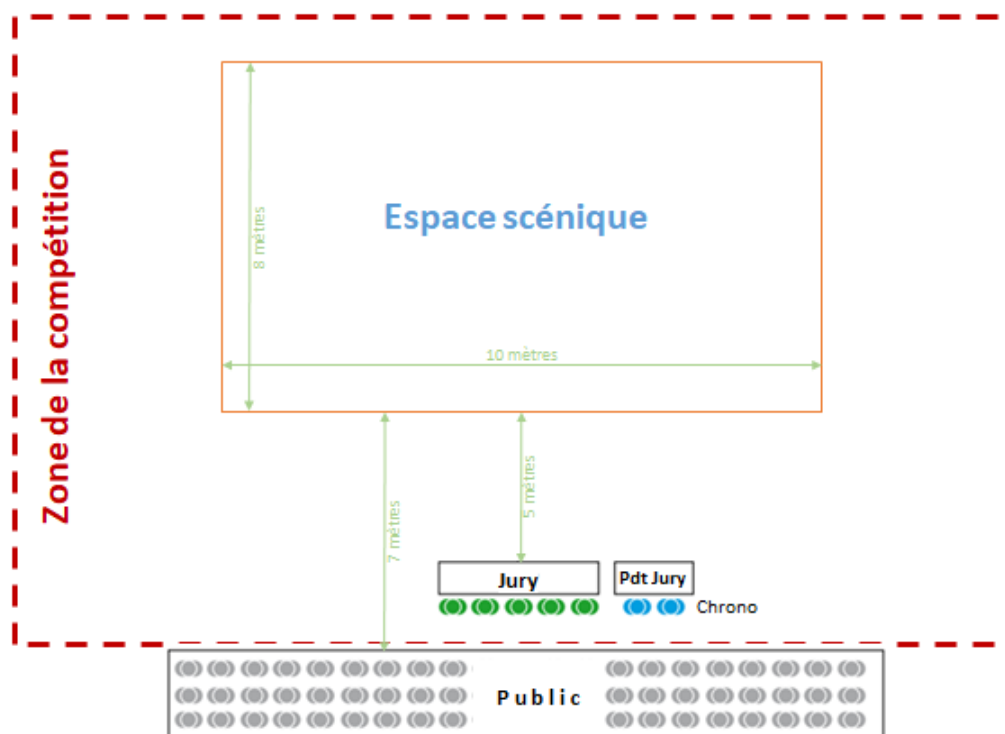 Zone de la compétition
8 mètres
Espace scénique
10 mètres
7 mètres
5 mètres
Jury
Pdt Jury
Chrono
Public